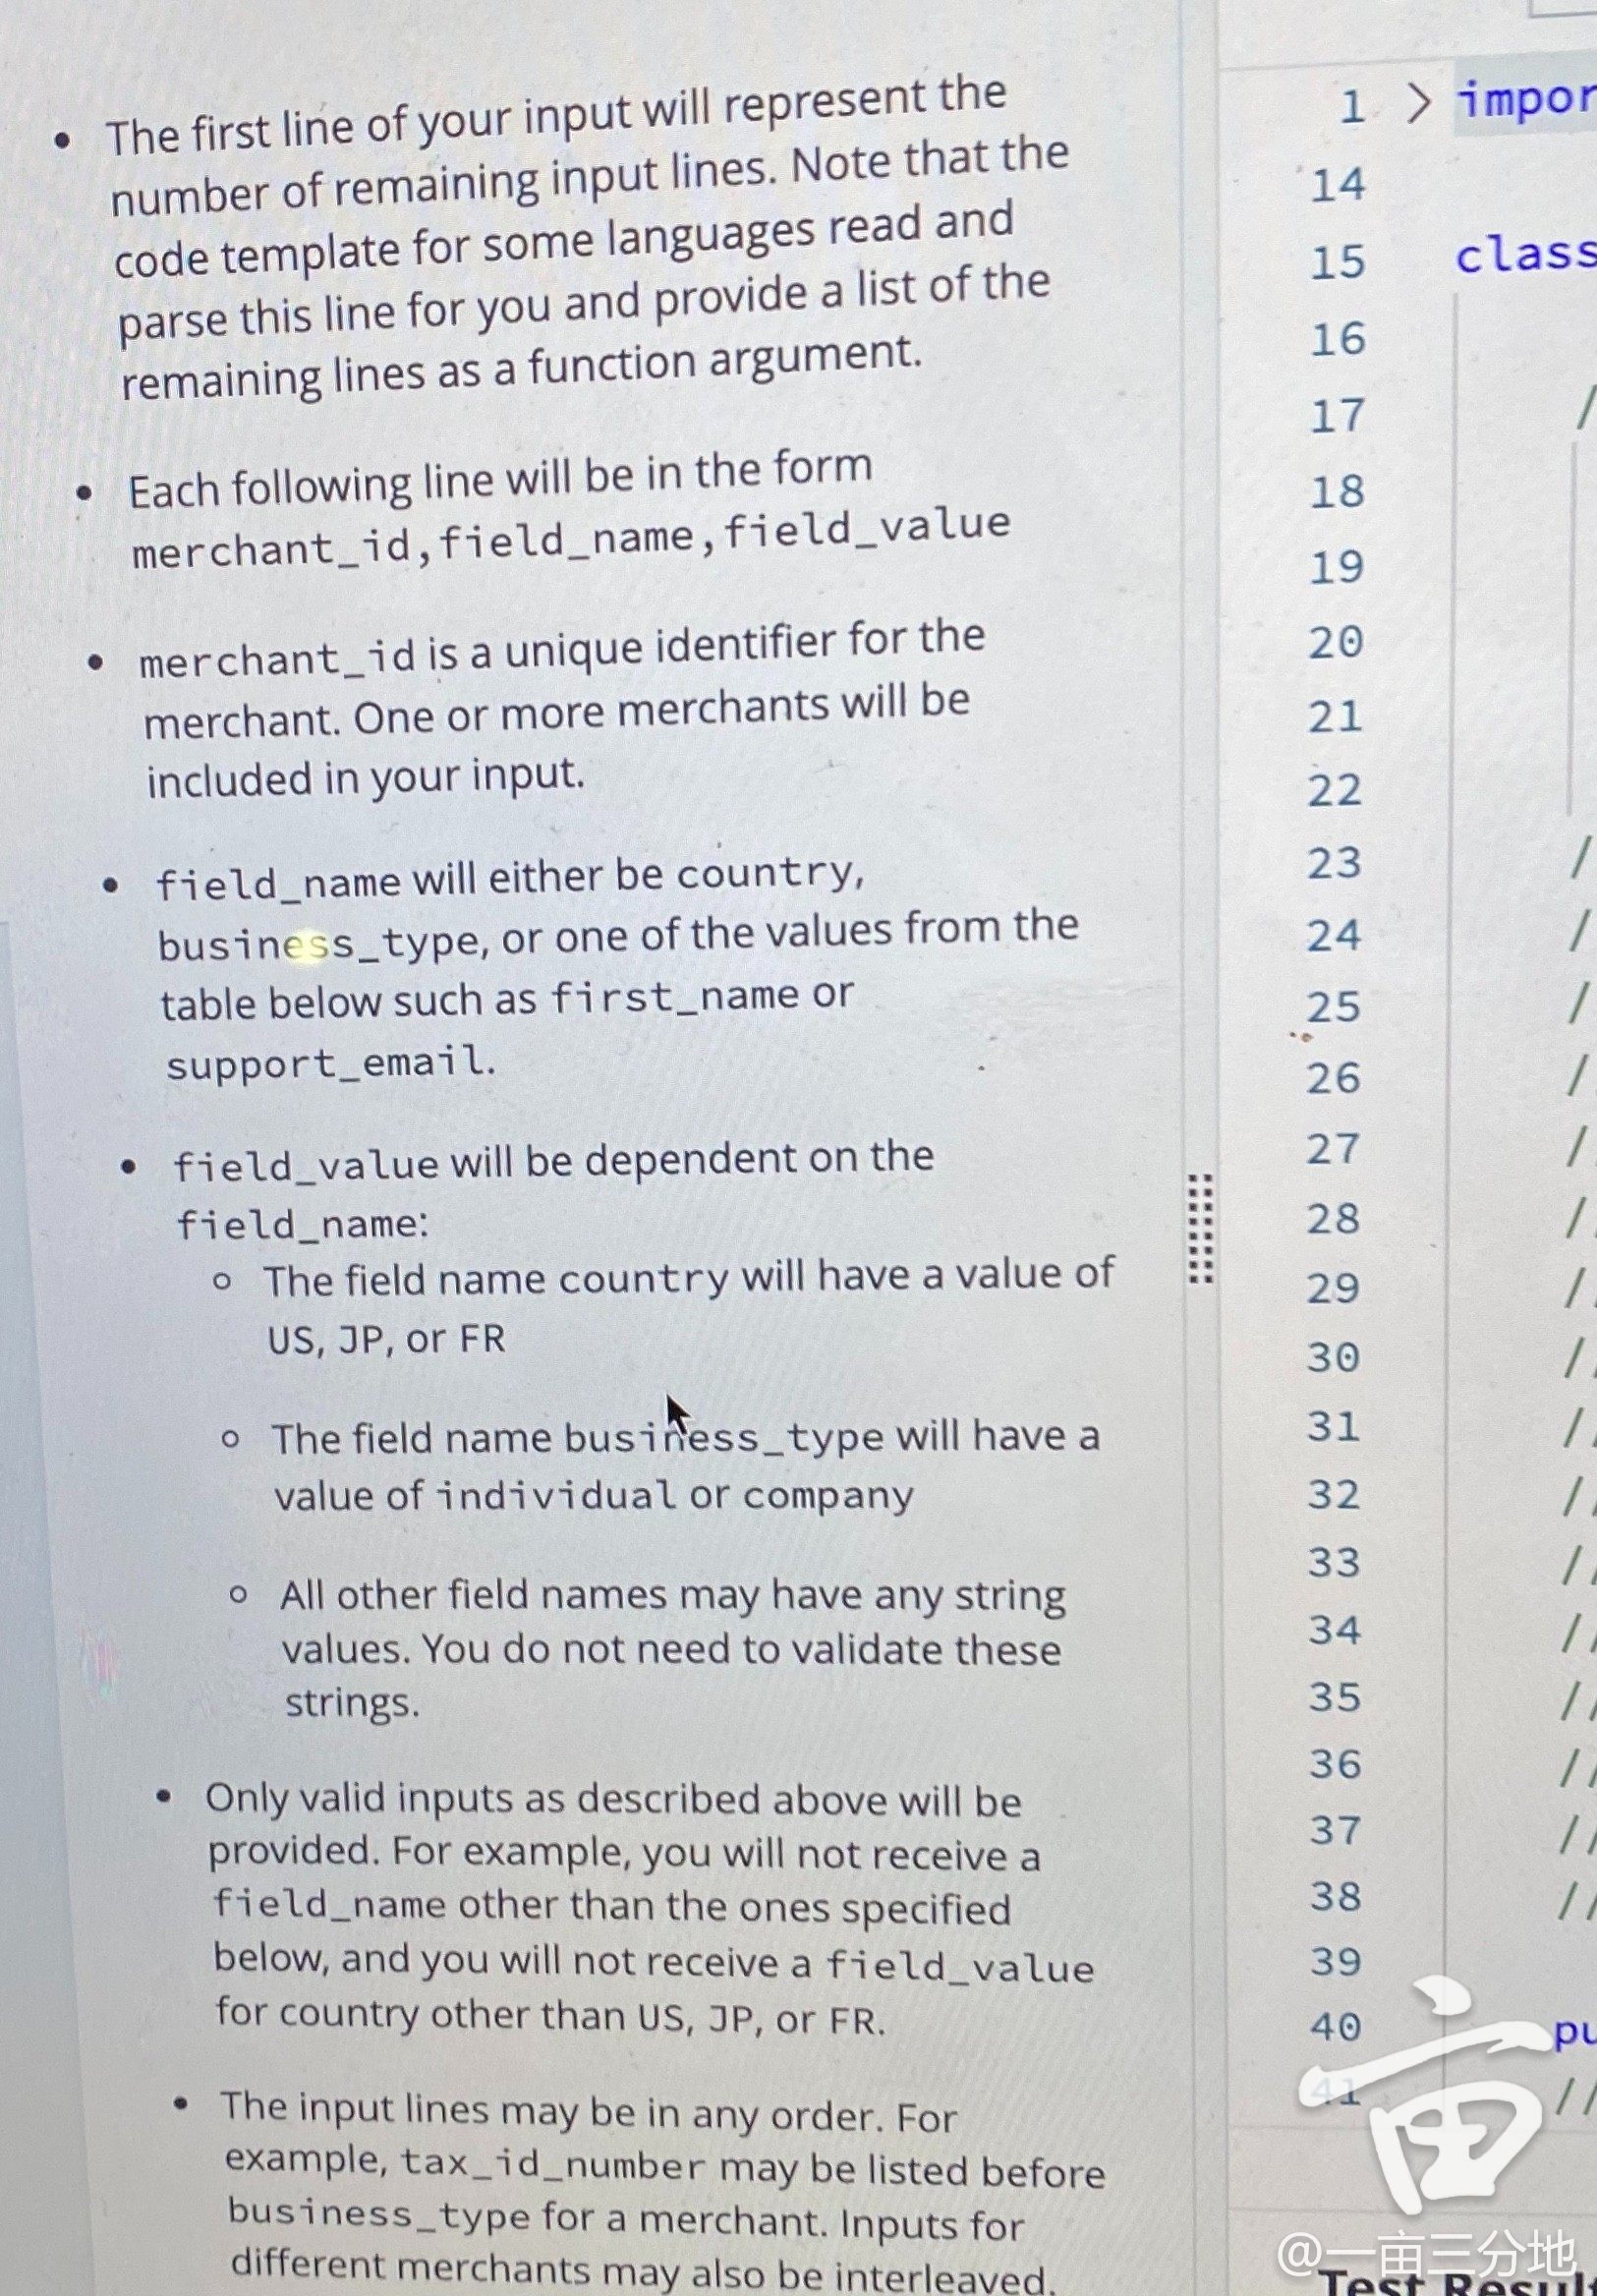 The first line of your input will represent the
number of remaining input lines. Note that the
code template for some languages read and
parse this line for you and provide a list of the
remaining lines as a function argument.
Each following line will be in the form
merchant_id,field_name,field_value
merchant_id is a unique identifier for the
merchant. One or more merchants will be
included in your input.
field_name will either be country,
business_type, or one of the values from the
table below such as first_name or
support_email.
field_value will be dependent on the
field_name:
The field name country will have a value of
US, JP, or FR
The field name business_type will have a
value of individual or company
All other field names may have any string
values. You do not need to validate these
strings.
Only valid inputs as described above will be
provided. For example, you will not receive a
field_name other than the ones specified
below, and you will not receive a field_value
for country other than US, JP, or FR.
The input lines may be in any order. For
example, tax_id_number may be listed before
business_type for a merchant. Inputs for
different merchants may also be interleaved.
1 > impor
14
15 class
16
17 /
18
19
20
21
22
23 /
24 /
25 /
26 /
27 /
28 /
29 /
30 /
31 /
32 //
33 //
34 //
35 //
36 //
37 //
38 //
39
40 pu
41 //
亩
@一亩三分地
Test Resul